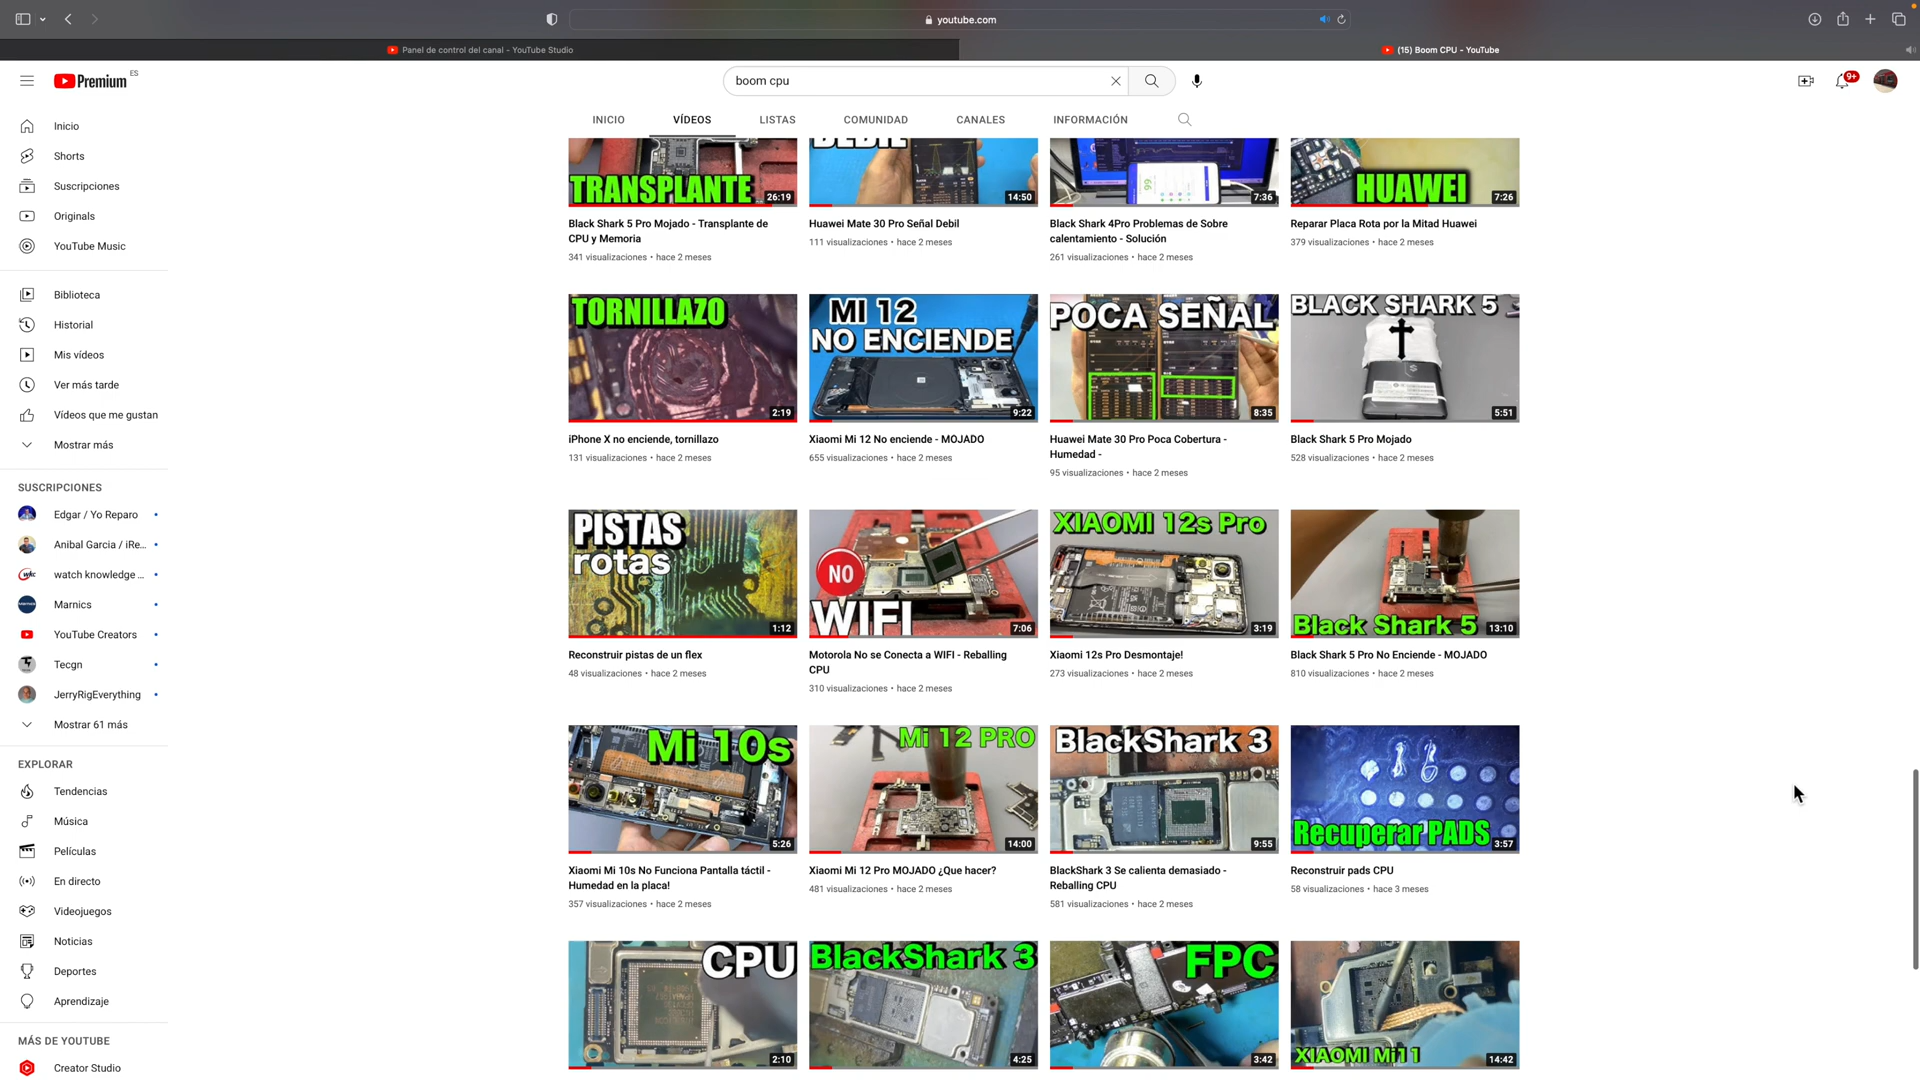 youtube.com
Panel de control del canal - YouTube Studio
(15) Boom CPU - YouTube
Premium ES
boom cpu
9+
INICIO
VÍDEOS
LISTAS
COMUNIDAD
CANALES
INFORMACIÓN
Inicio
Shorts
Suscripciones
Originals
YouTube Music
Biblioteca
Historial
Mis vídeos
Ver más tarde
Vídeos que me gustan
Mostrar más
SUSCRIPCIONES
Edgar / Yo Reparo
Anibal Garcia / iRe...
watch knowledge ...
Marnics
YouTube Creators
Tecgn
JerryRigEverything
Mostrar 61 más
EXPLORAR
Tendencias
Música
Películas
En directo
Videojuegos
Noticias
Deportes
Aprendizaje
MÁS DE YOUTUBE
Creator Studio
TRANSPLANTE
26:19
Black Shark 5 Pro Mojado - Transplante de
CPU y Memoria
341 visualizaciones • hace 2 meses
DEBIL
14:50
Huawei Mate 30 Pro Señal Debil
111 visualizaciones • hace 2 meses
99
7:36
Black Shark 4Pro Problemas de Sobre
calentamiento - Solución
261 visualizaciones • hace 2 meses
HUAWEI
7:26
Reparar Placa Rota por la Mitad Huawei
379 visualizaciones • hace 2 meses
TORNILLAZO
2:19
iPhone X no enciende, tornillazo
131 visualizaciones • hace 2 meses
MI 12
NO ENCIENDE
9:22
Xiaomi Mi 12 No enciende - MOJADO
655 visualizaciones • hace 2 meses
POCA SEÑAL
8:35
Huawei Mate 30 Pro Poca Cobertura -
Humedad -
95 visualizaciones • hace 2 meses
BLACK SHARK 5
5:51
Black Shark 5 Pro Mojado
528 visualizaciones • hace 2 meses
PISTAS
rotas
1:12
Reconstruir pistas de un flex
48 visualizaciones • hace 2 meses
NO
WIFI
7:06
Motorola No se Conecta a WIFI - Reballing
CPU
310 visualizaciones • hace 2 meses
XIAOMI 12s Pro
3:19
Xiaomi 12s Pro Desmontaje!
273 visualizaciones • hace 2 meses
Black Shark 5
13:10
Black Shark 5 Pro No Enciende - MOJADO
810 visualizaciones • hace 2 meses
Mi 10s
5:26
Xiaomi Mi 10s No Funciona Pantalla táctil -
Humedad en la placa!
357 visualizaciones • hace 2 meses
Mi 12 PRO
14:00
Xiaomi Mi 12 Pro MOJADO ¿Que hacer?
481 visualizaciones • hace 2 meses
BlackShark 3
9:55
BlackShark 3 Se calienta demasiado -
Reballing CPU
581 visualizaciones • hace 2 meses
Recuperar PADS
3:57
Reconstruir pads CPU
58 visualizaciones • hace 3 meses
CPU
2:10
BlackShark 3
4:25
FPC
3:42
XIAOMI Mi11
14:42